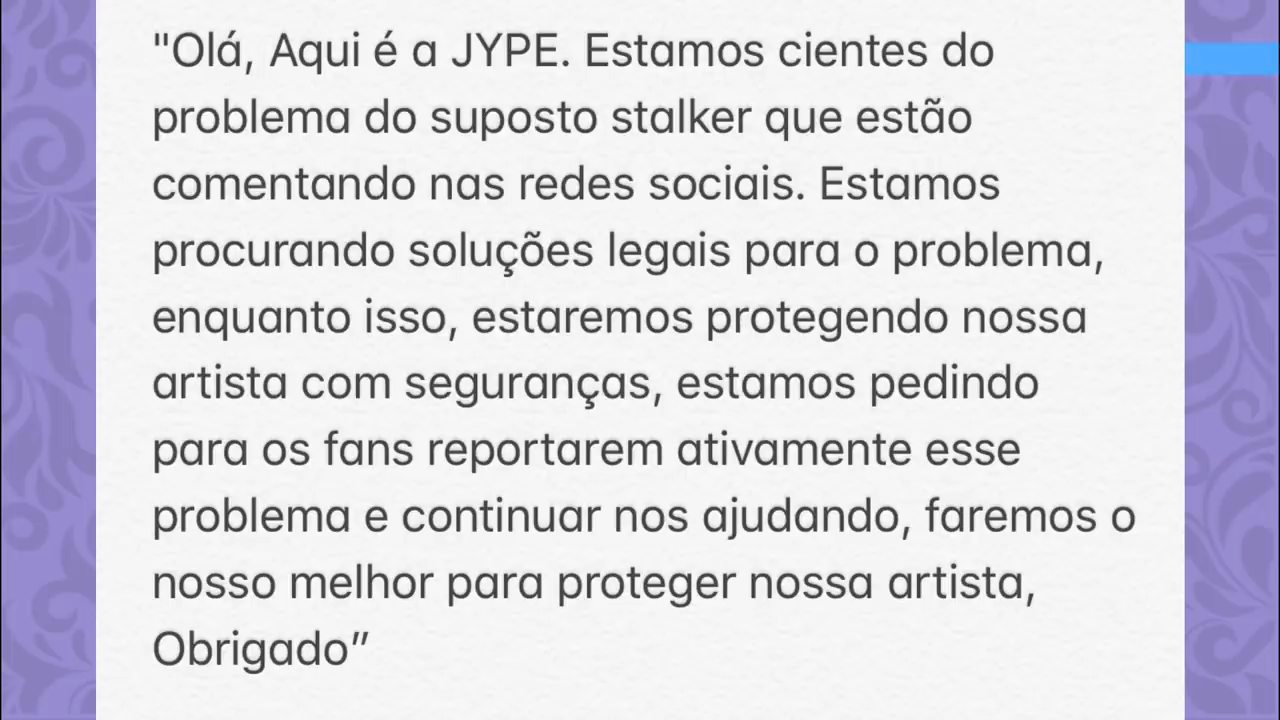 "Olá, Aqui é a JYPE. Estamos cientes do
problema do suposto stalker que estão
comentando nas redes sociais. Estamos
procurando soluções legais para o problema,
enquanto isso, estaremos protegendo nossa
artista com seguranças, estamos pedindo
para os fans reportarem ativamente esse
problema e continuar nos ajudando, faremos o
nosso melhor para proteger nossa artista,
Obrigado”